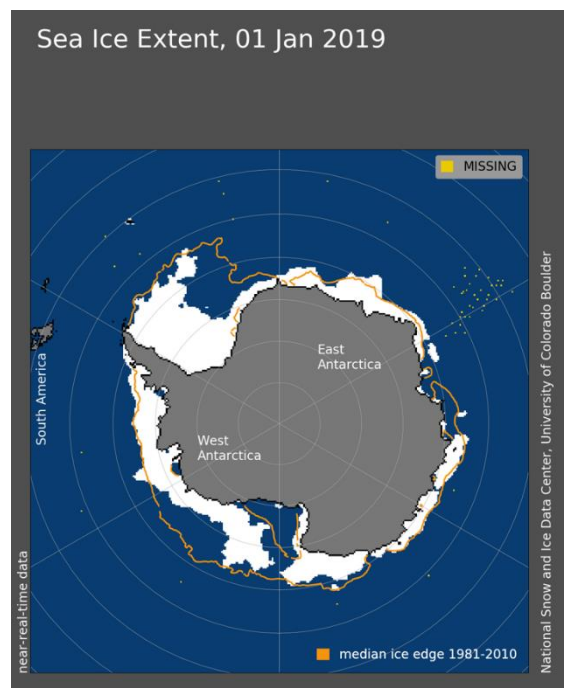 Sea Ice Extent, 01 Jan 2019
MISSING
East
Antarctica
West
Antarctica
South America
near-real-time data
National Snow and Ice Data Center, University of Colorado Boulder
median ice edge 1981-2010